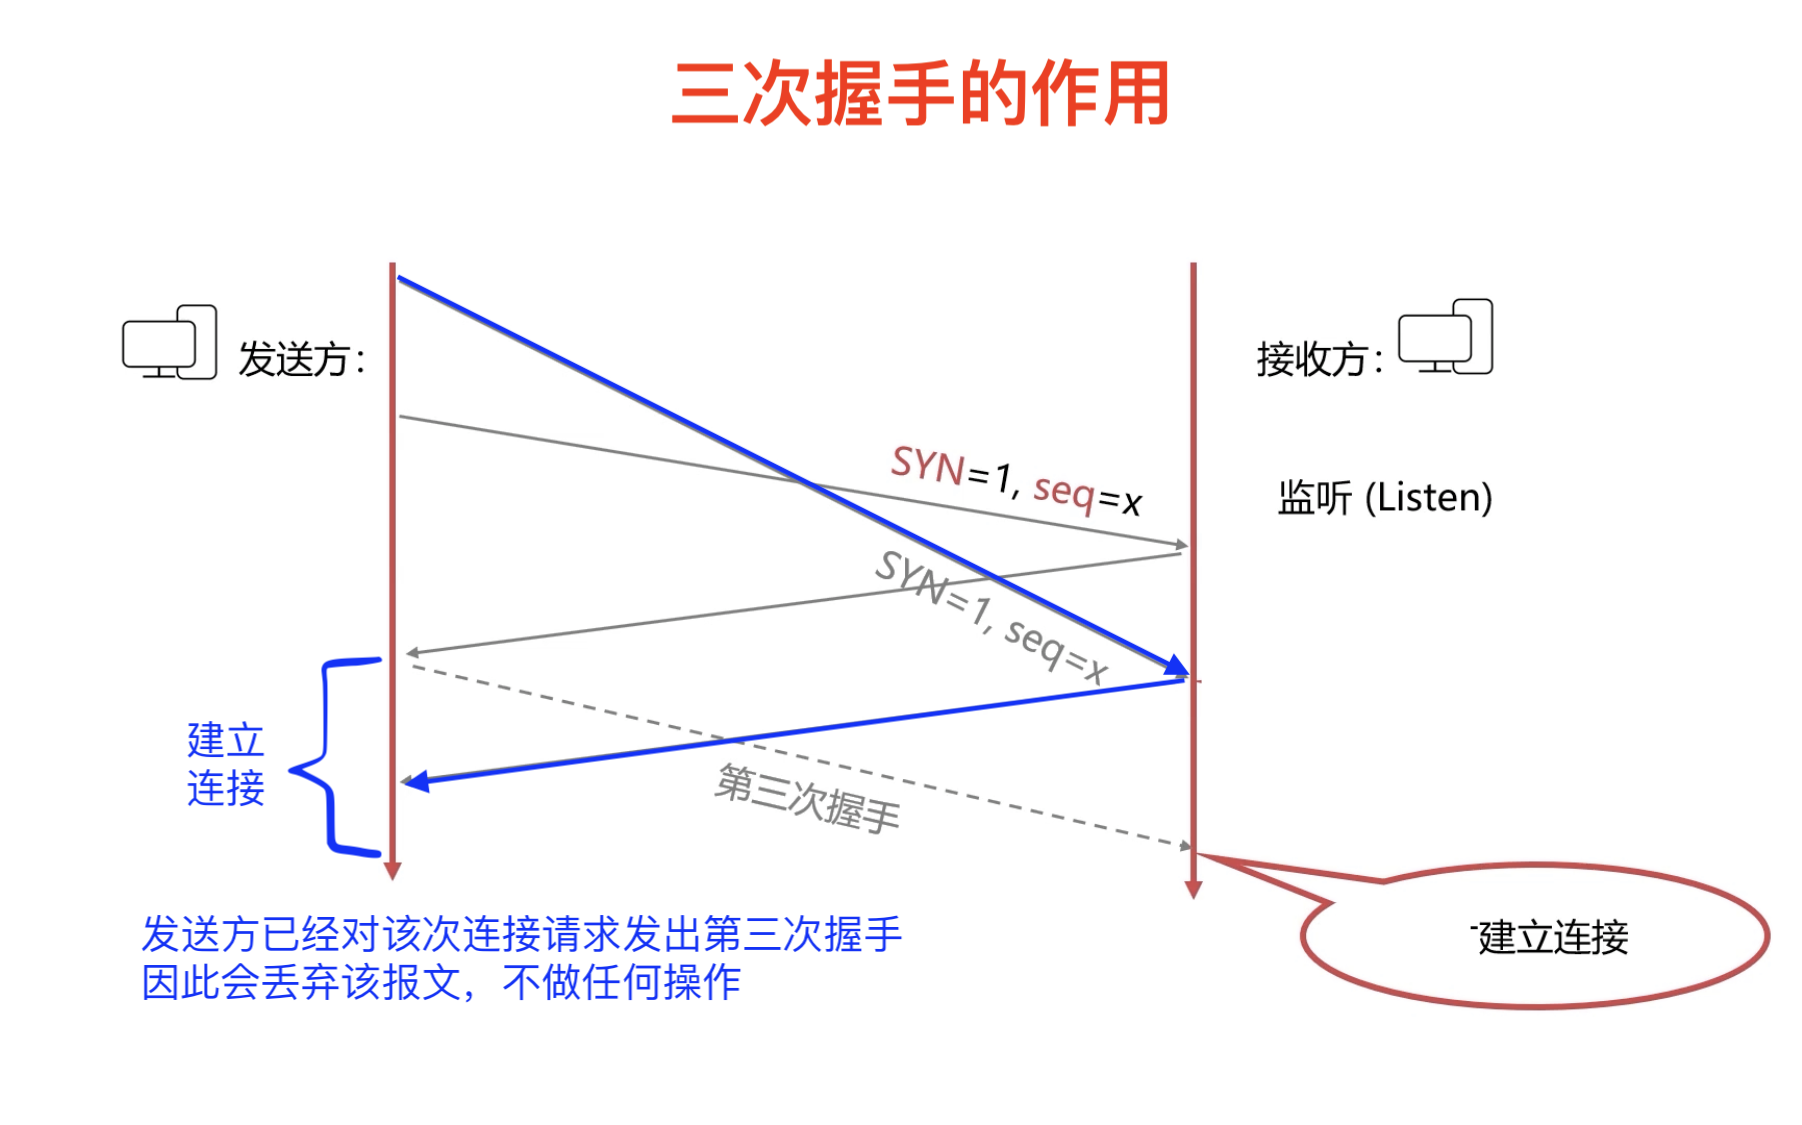 三次握手的作用
发送方:
接收方:
SYN=1, seq=x
监听 (Listen)
SYN=1, seq=x
建立
连接
第三次握手
发送方已经对该次连接请求发出第三次握手
因此会丢弃该报文，不做任何操作
-建立连接